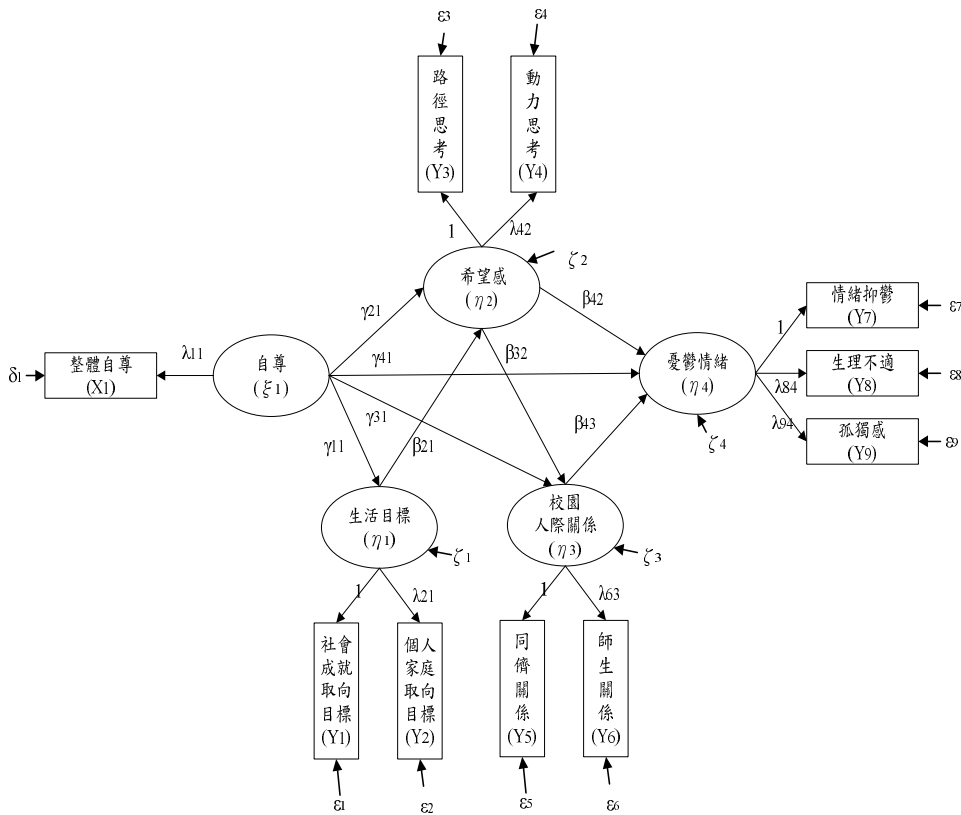 ε3
ε4
路
徑
思
考
(Y3)
動
力
思
考
(Y4)
1
λ42
希望感
(η2)
ζ2
γ21
β42
γ41
β32
情緒抑鬱
(Y7)
ε7
1
δ1
整體自尊
(X1)
λ11
自尊
(ξ1)
憂鬱情緒
(η4)
生理不適
(Y8)
ε8
λ84
λ94
孤獨感
(Y9)
ε9
γ31
γ11
β21
β43
ζ4
生活目標
(η1)
ζ1
校園
人際關係
(η3)
ζ3
1
λ21
1
λ63
社會
成就
取向
目標
(Y1)
個人
家庭
取向
目標
(Y2)
同
儕
關
係
(Y5)
師
生
關
係
(Y6)
ε1
ε2
ε5
ε6